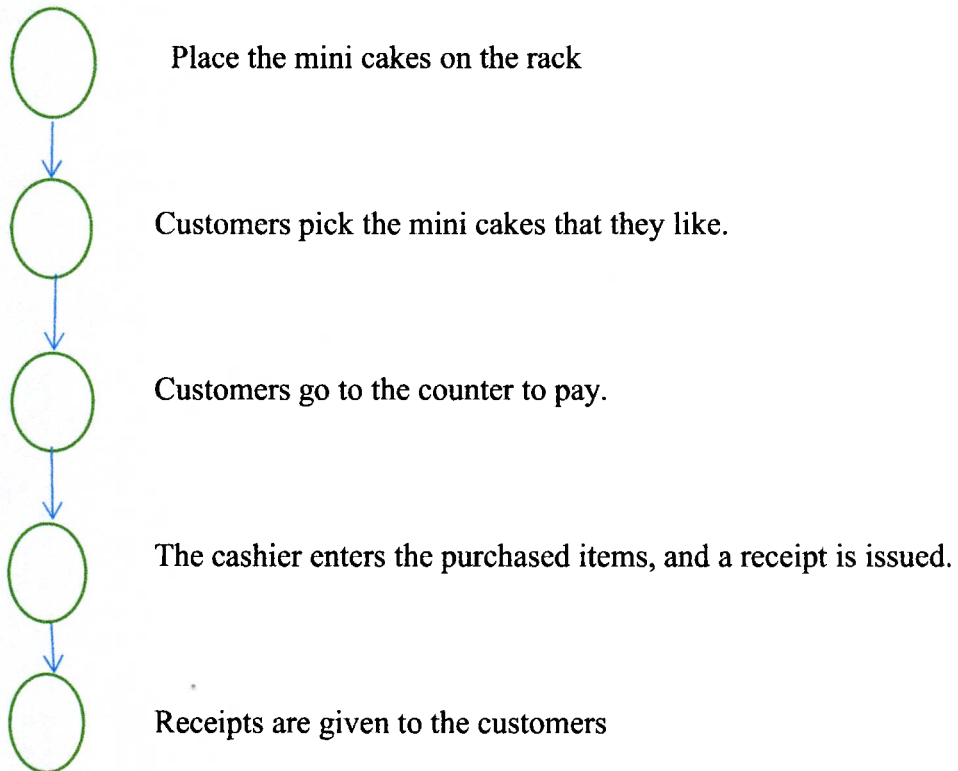 Place the mini cakes on the rack
Customers pick the mini cakes that they like.
Customers go to the counter to pay.
The cashier enters the purchased items, and a receipt is issued.
Receipts are given to the customers